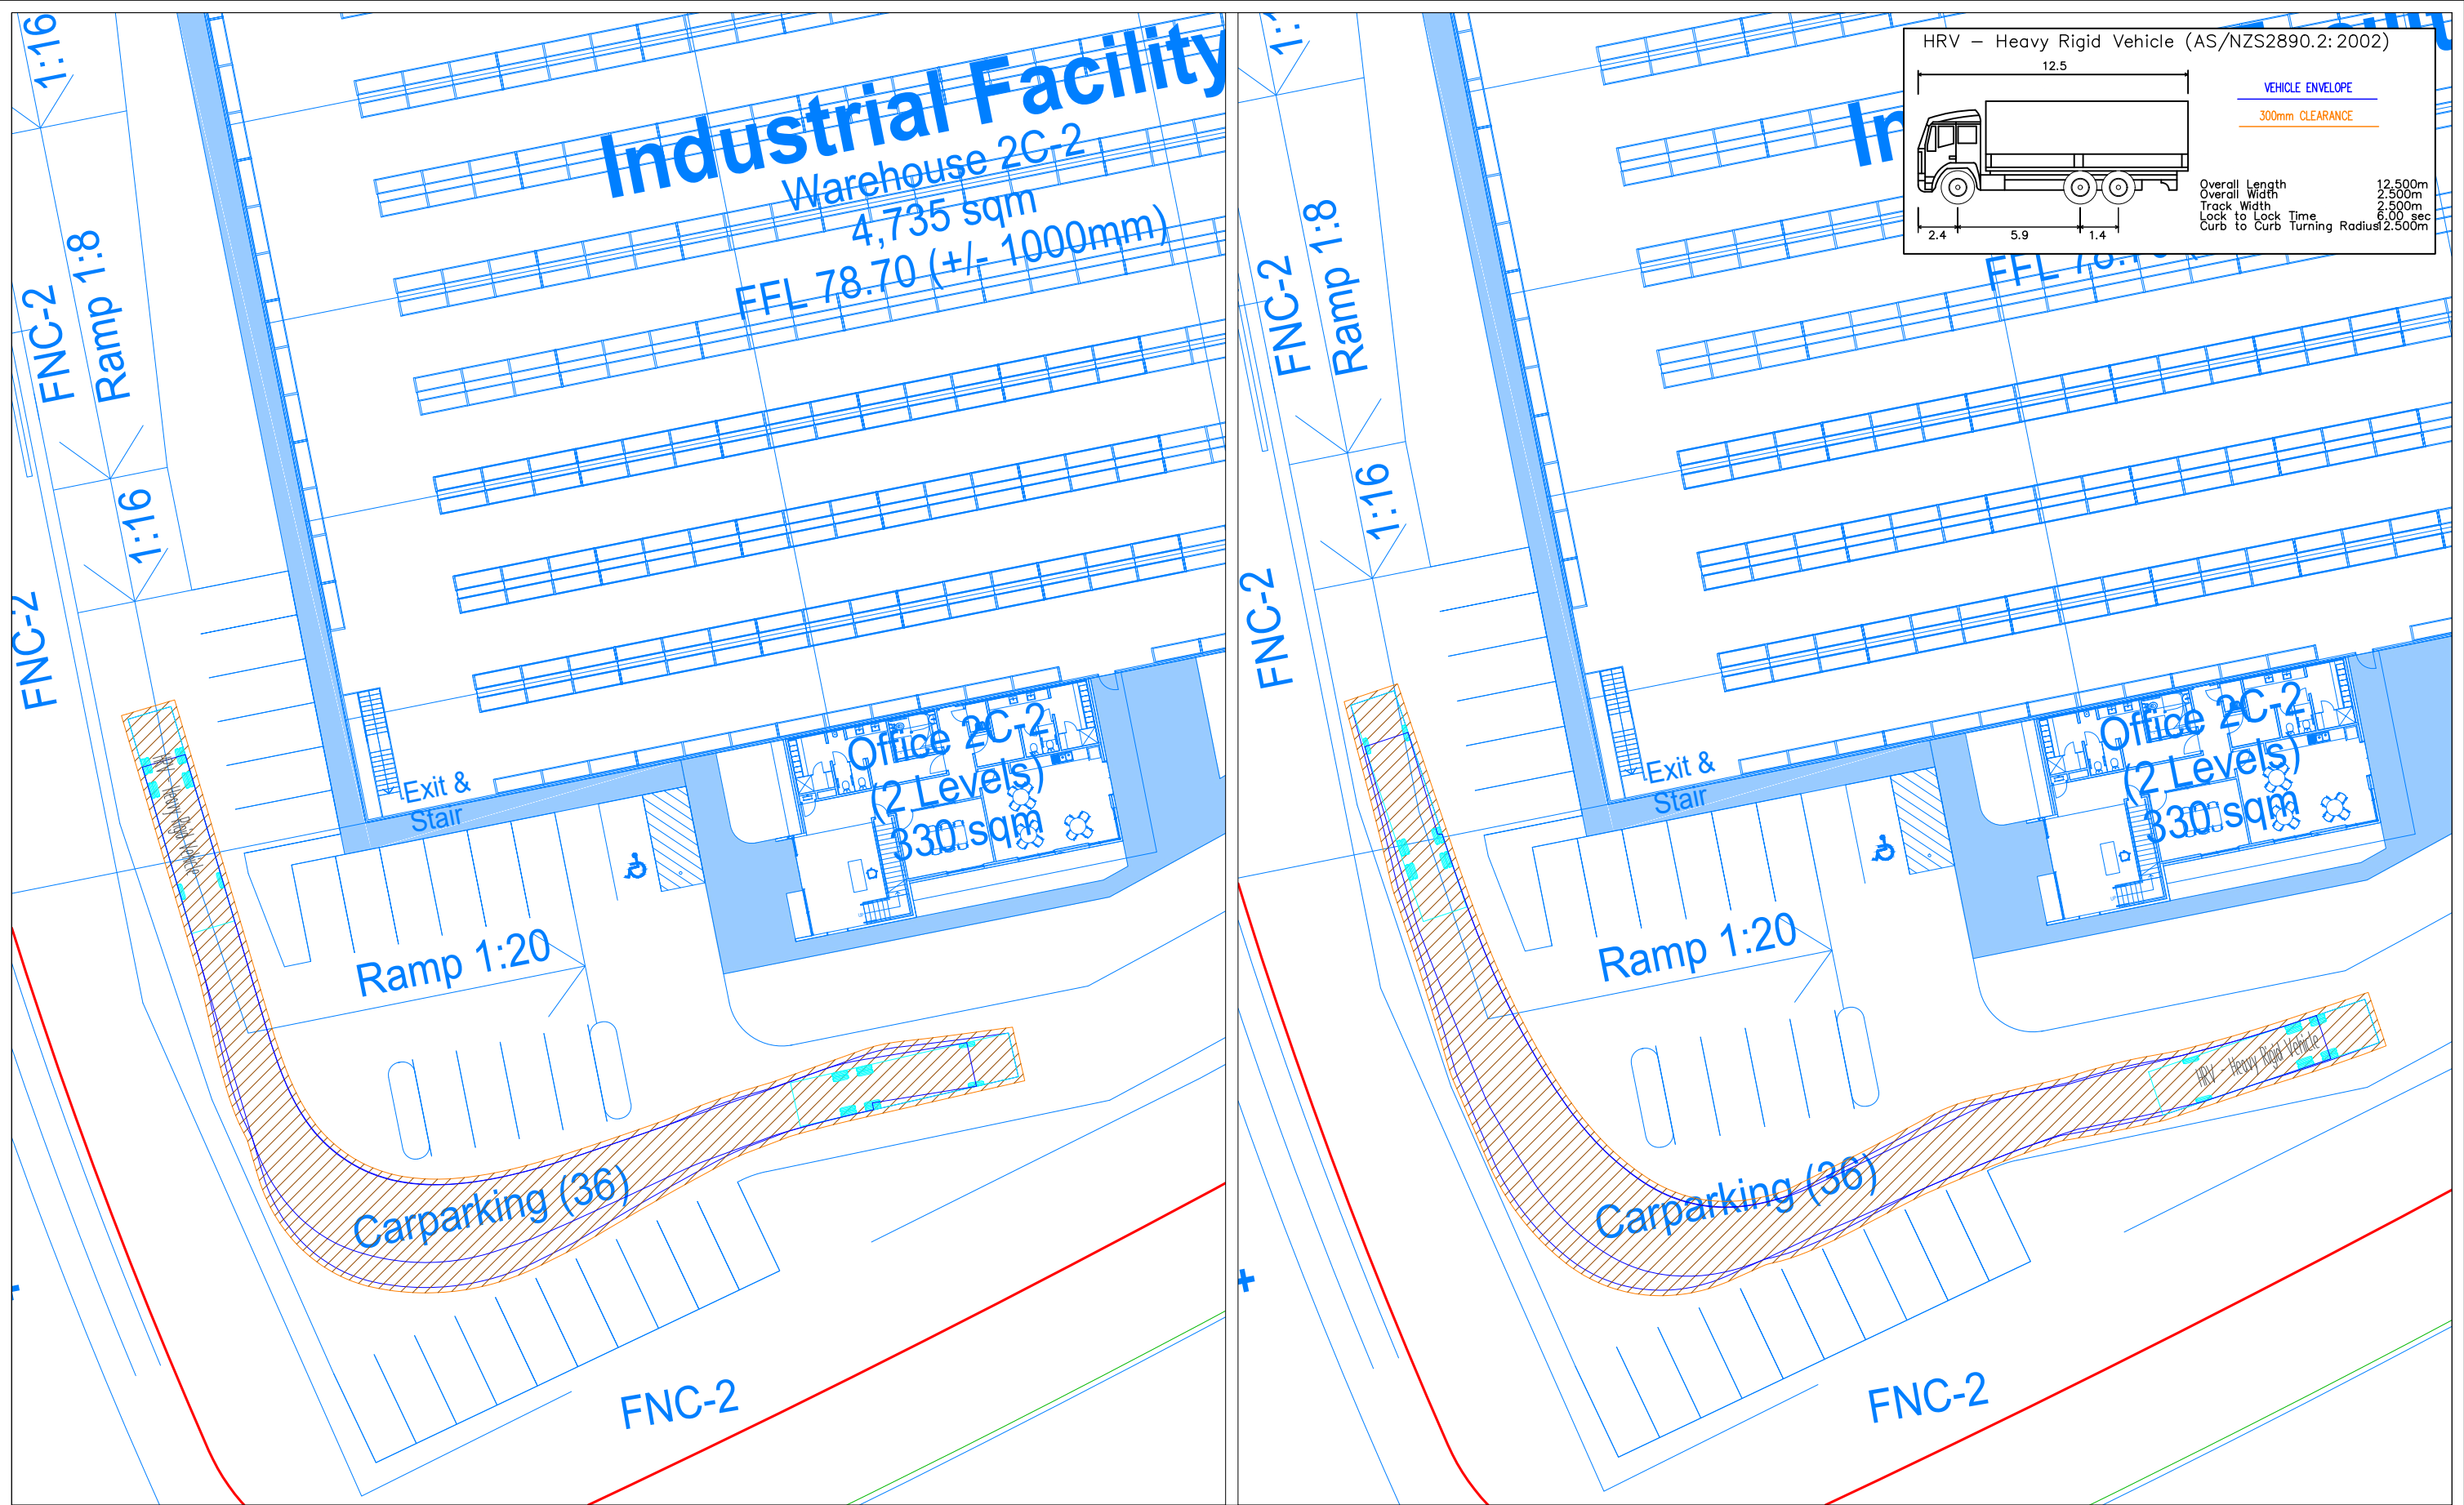 1:16
Ramp 1:8
FNC-2
1:16
FNC-2
Industrial Facility
Warehouse 2C-2
4,735 sqm
FFL 78.70 (+/- 1000mm)
Exit &
Stair
Office 2C-2
(2 Levels)
330 sqm
HRV - Heavy Rigid Vehicle
Ramp 1:20
Carparking (36)
FNC-2
HRV - Heavy Rigid Vehicle (AS/NZS2890.2:2002)
12.5
VEHICLE ENVELOPE
300mm CLEARANCE
Overall Length 12.500m
Overall Width 2.500m
Track Width 2.500m
Lock to Lock Time 6.00 sec
Curb to Curb Turning Radius 12.500m
2.4 5.9 1.4
Ramp 1:8
FNC-2
1:16
FNC-2
Exit &
Stair
Office 2C-2
(2 Levels)
330 sqm
Ramp 1:20
HRV - Heavy Rigid Vehicle
Carparking (36)
FNC-2